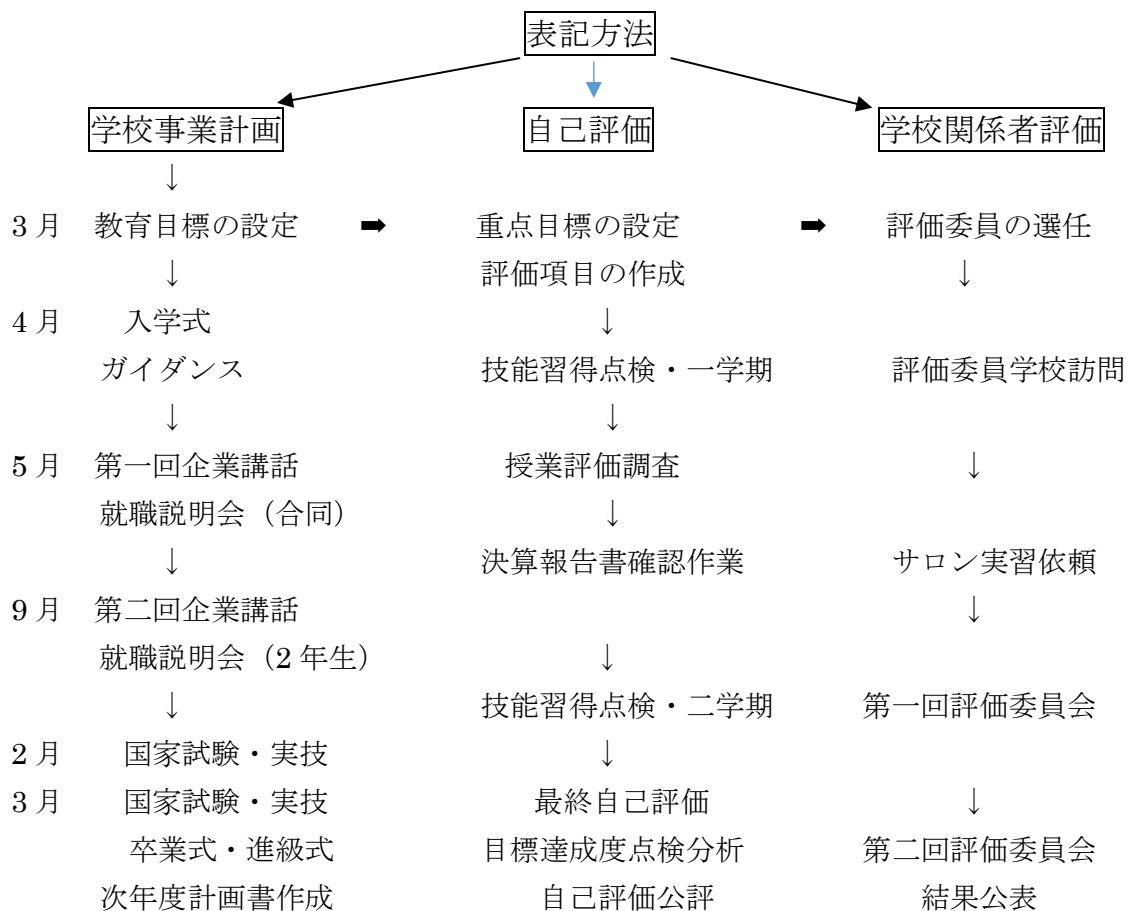 表記方法
学校事業計画 自己評価 学校関係者評価
↓
3月 教育目標の設定 ➡ 重点目標の設定 ➡ 評価委員の選任
↓ 評価項目の作成 ↓
4月 入学式 ↓
ガイダンス 技能習得点検・一学期 評価委員学校訪問
↓ ↓
5月 第一回企業講話 授業評価調査 ↓
就職説明会（合同） ↓
↓ 決算報告書確認作業 サロン実習依頼
9月 第二回企業講話 ↓
就職説明会（2年生） ↓
↓ 技能習得点検・二学期 第一回評価委員会
2月 国家試験・実技 ↓
3月 国家試験・実技 最終自己評価 ↓
卒業式・進級式 目標達成度点検分析 第二回評価委員会
次年度計画書作成 自己評価公評 結果公表